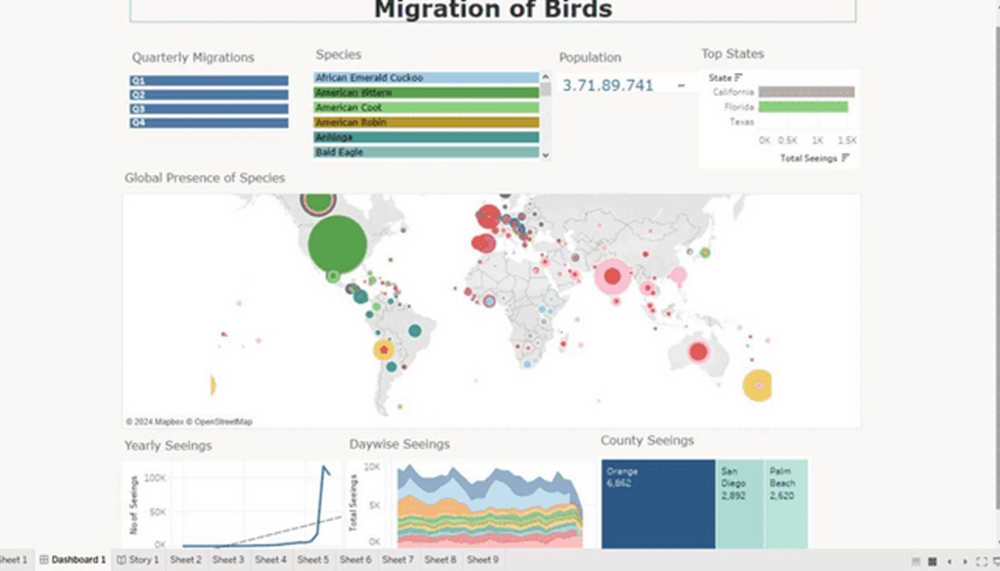 Migration of Birds
Quarterly Migrations
Q1
Q2
Q3
Q4
Species
African Emerald Cuckoo
American Bittern
American Coot
American Robin
Anhinga
Bald Eagle
Population
3.71.89.741
Top States
State
California
Florida
Texas
0K 0.5K 1K 1.5K
Total Seeings
Global Presence of Species
© 2024 Mapbox © OpenStreetMap
Yearly Seeings
No of Seeings
100K
50K
0K
Daywise Seeings
Total Seeings
10K
5K
0K
County Seeings
Orange
6,862
San
Diego
2,892
Palm
Beach
2,620
Sheet 1 Dashboard 1 Story 1 Sheet 2 Sheet 3 Sheet 4 Sheet 5 Sheet 6 Sheet 7 Sheet 8 Sheet 9